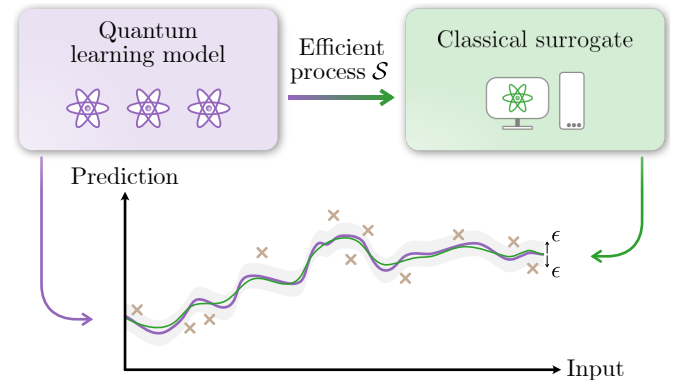 Quantum
learning model
Efficient
process 𝒮
Classical surrogate
Prediction
ϵ
ϵ
Input